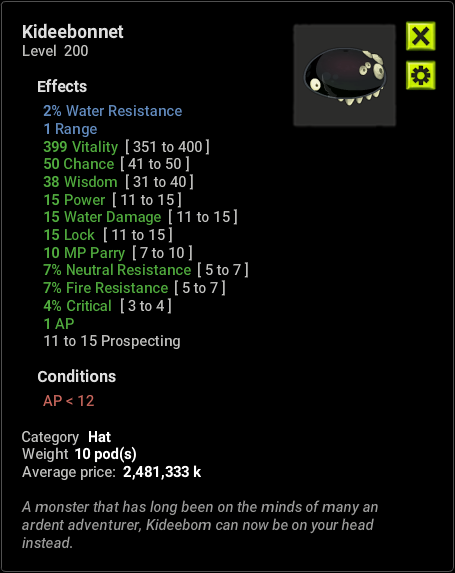 Kideebonnet
Level 200
Effects
2% Water Resistance
1 Range
399 Vitality [ 351 to 400 ]
50 Chance [ 41 to 50 ]
38 Wisdom [ 31 to 40 ]
15 Power [ 11 to 15 ]
15 Water Damage [ 11 to 15 ]
15 Lock [ 11 to 15 ]
10 MP Parry [ 7 to 10 ]
7% Neutral Resistance [ 5 to 7 ]
7% Fire Resistance [ 5 to 7 ]
4% Critical [ 3 to 4 ]
1 AP
11 to 15 Prospecting
Conditions
AP < 12
Category Hat
Weight 10 pod(s)
Average price: 2,481,333 k
A monster that has long been on the minds of many an
ardent adventurer, Kideebom can now be on your head
instead.